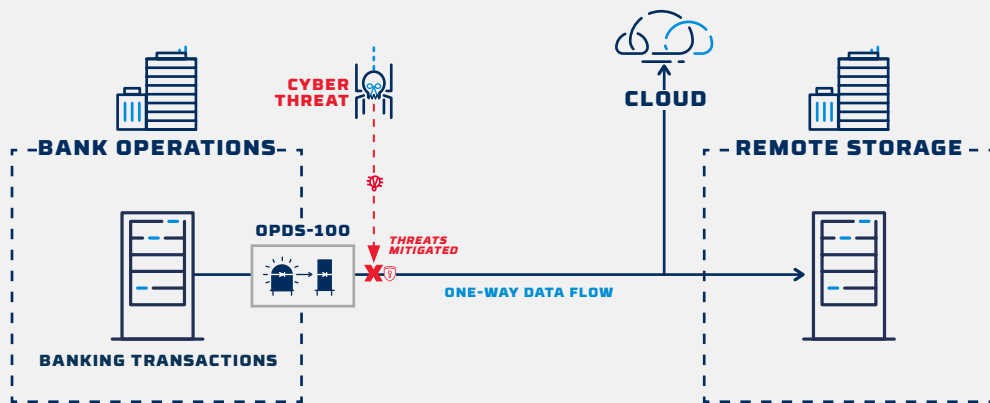 CYBER
THREAT
CLOUD
BANK OPERATIONS
REMOTE STORAGE
OPDS-100
THREATS
MITIGATED
ONE-WAY DATA FLOW
BANKING TRANSACTIONS